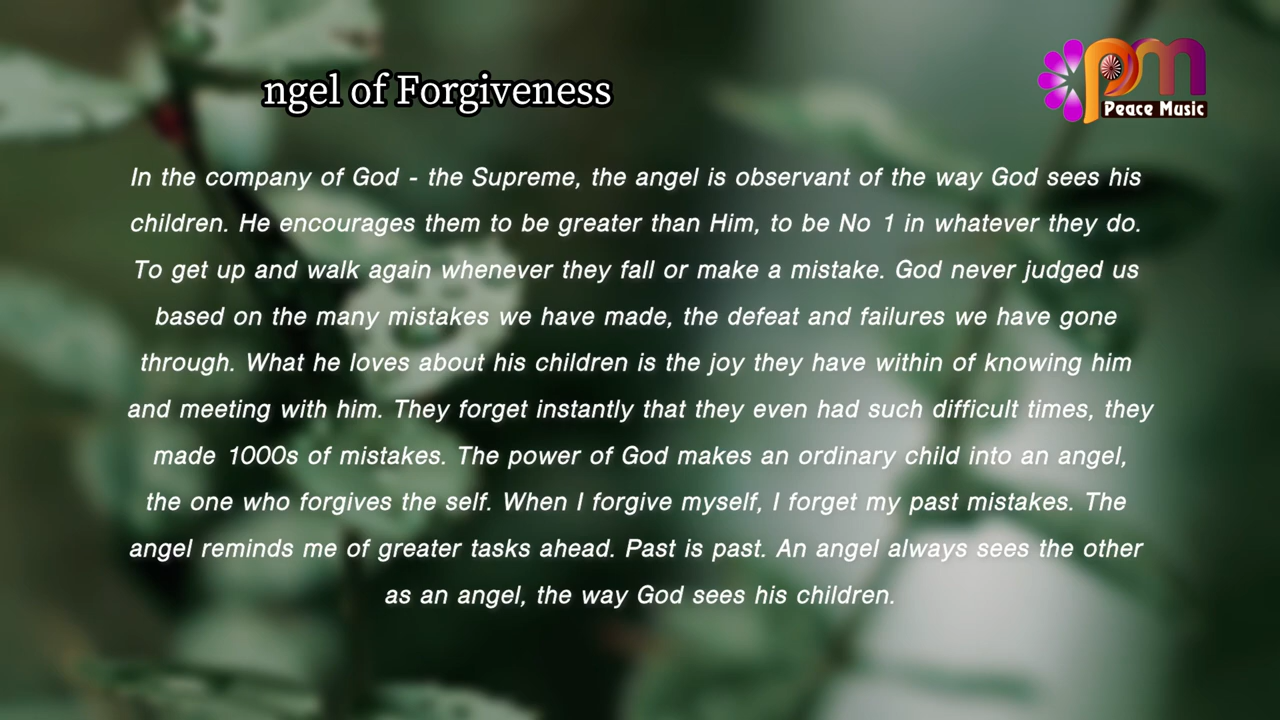 ngel of Forgiveness
pm
Peace Music
In the company of God - the Supreme, the angel is observant of the way God sees his
children. He encourages them to be greater than Him, to be No 1 in whatever they do.
To get up and walk again whenever they fall or make a mistake. God never judged us
based on the many mistakes we have made, the defeat and failures we have gone
through. What he loves about his children is the joy they have within of knowing him
and meeting with him. They forget instantly that they even had such difficult times, they
made 1000s of mistakes. The power of God makes an ordinary child into an angel,
the one who forgives the self. When I forgive myself, I forget my past mistakes. The
angel reminds me of greater tasks ahead. Past is past. An angel always sees the other
as an angel, the way God sees his children.